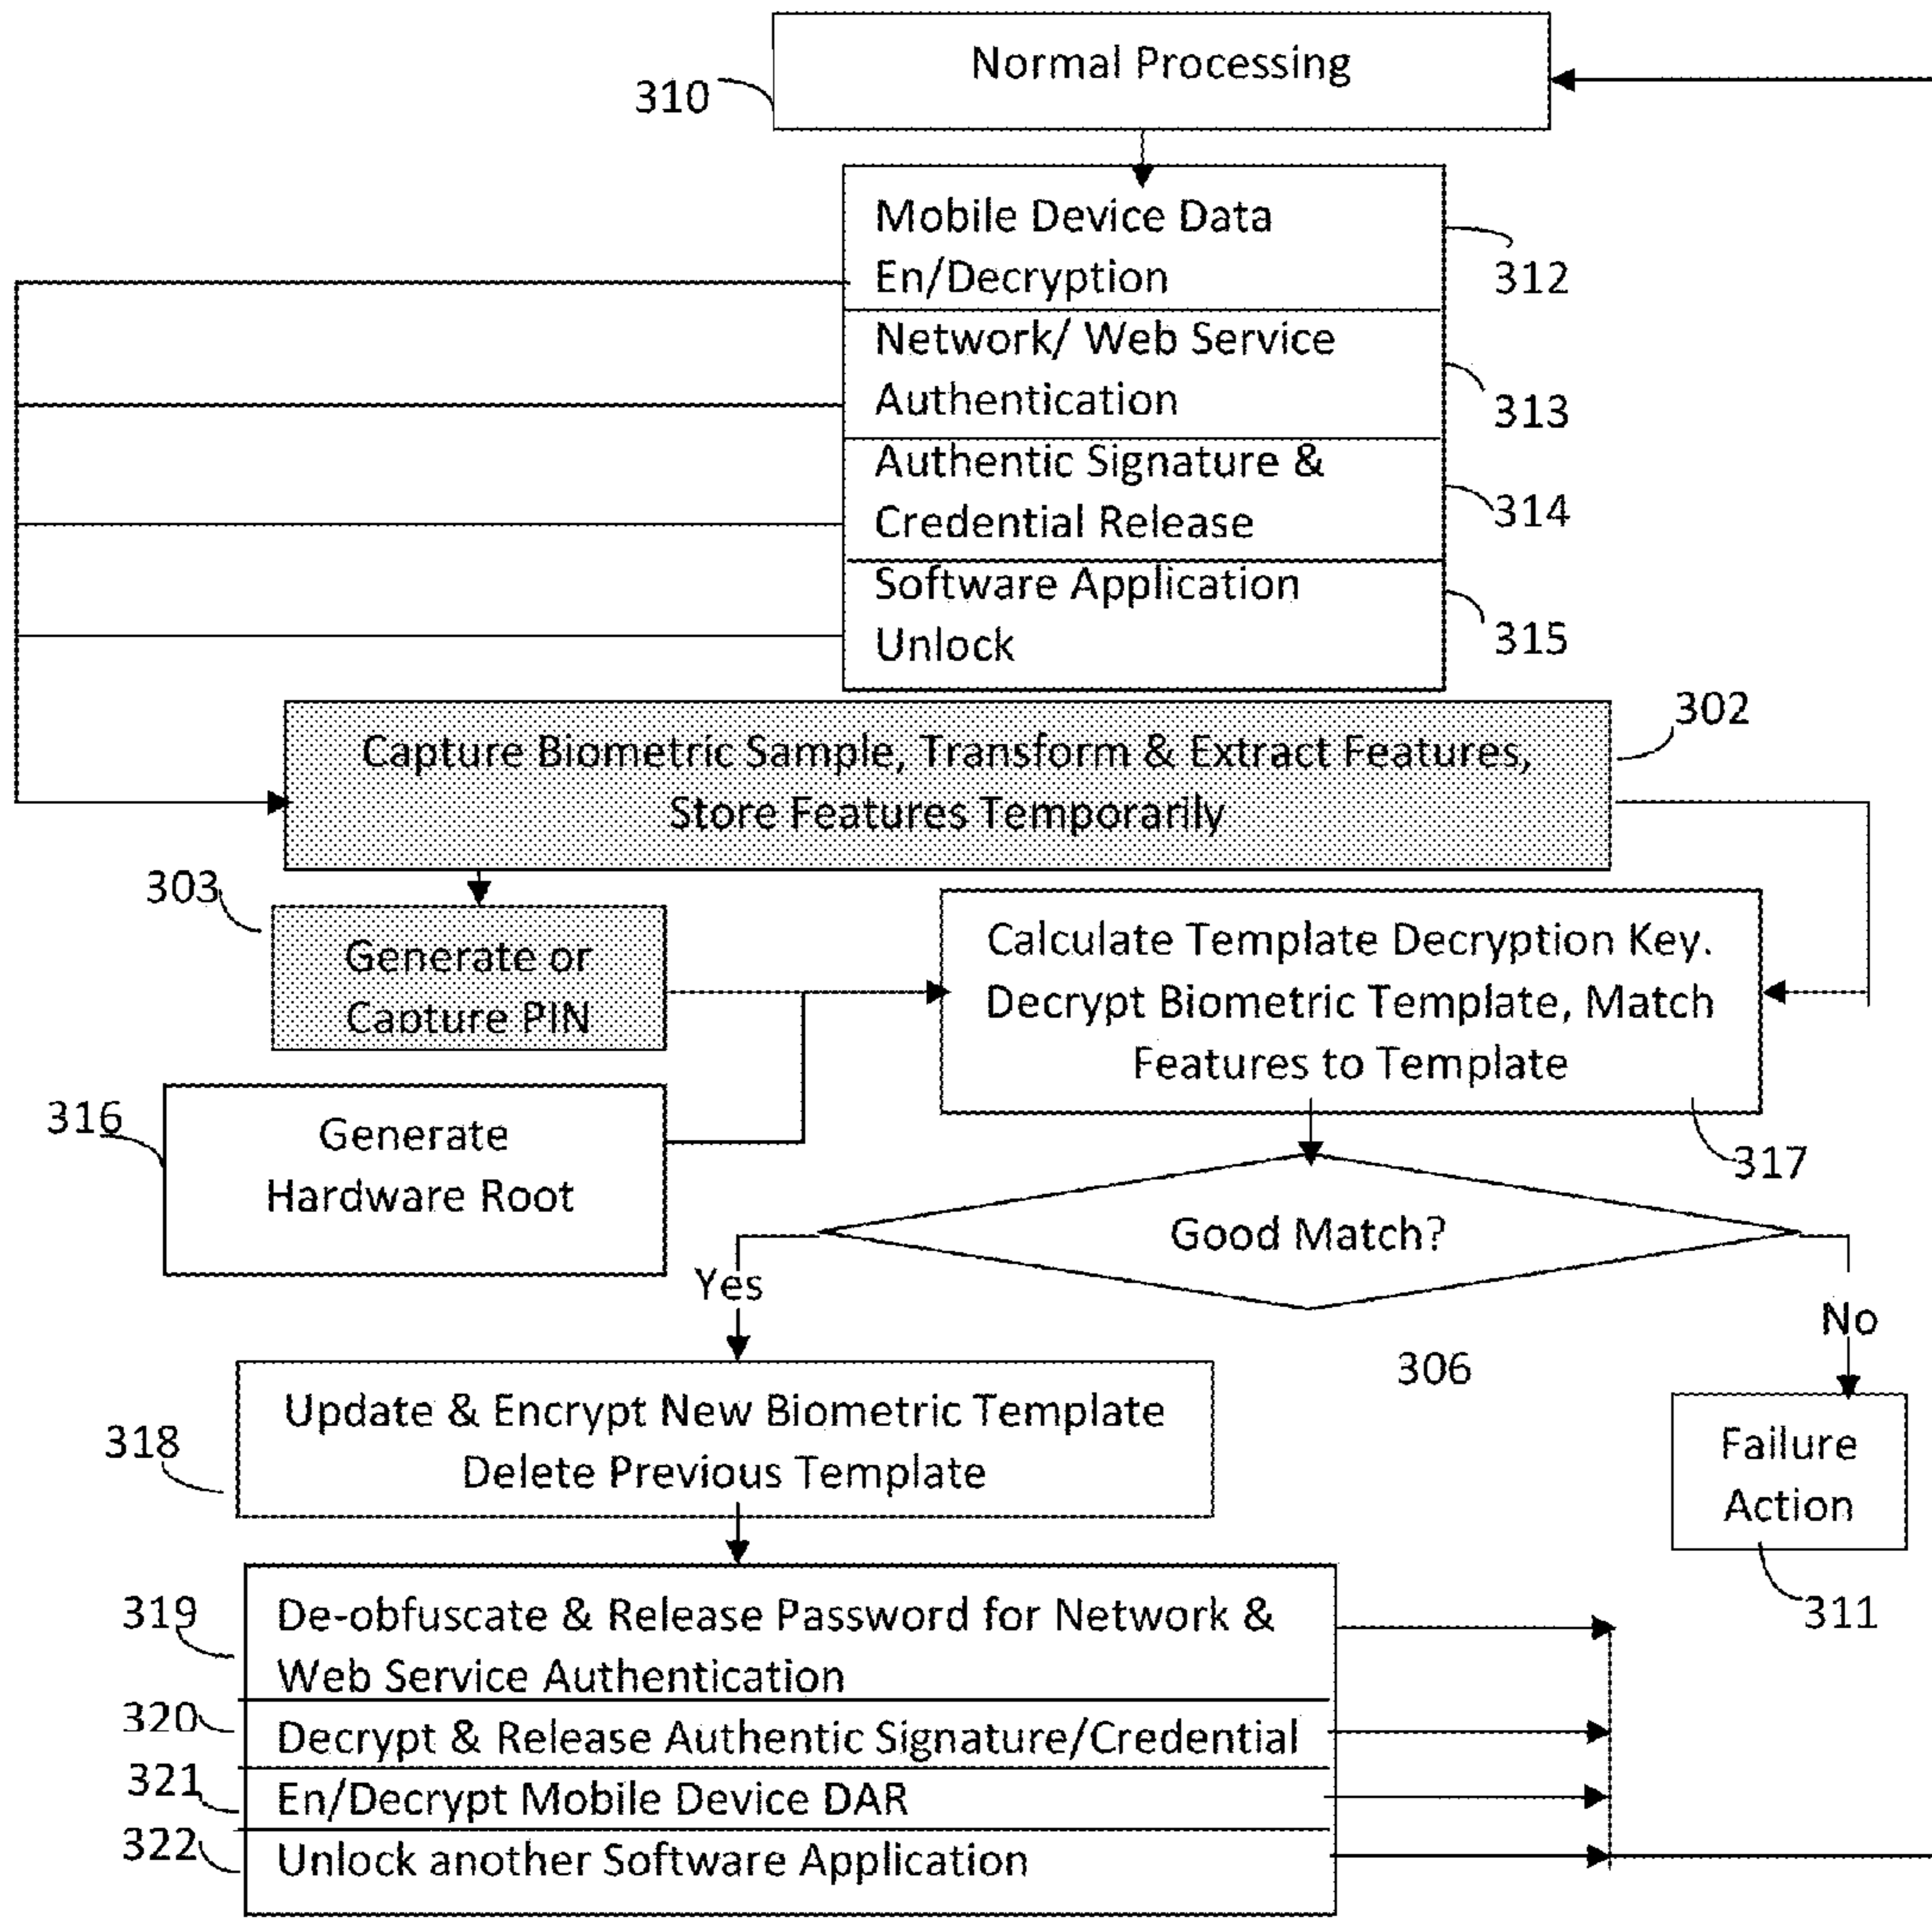 Normal Processing
310
Mobile Device Data
En/Decryption
312
Network/ Web Service
Authentication
313
Authentic Signature &
Credential Release
314
Software Application
Unlock
315
302
Capture Biometric Sample, Transform & Extract Features,
Store Features Temporarily
303
Generate or
Capture PIN
Calculate Template Decryption Key.
Decrypt Biometric Template, Match
Features to Template
316
Generate
Hardware Root
317
Good Match?
Yes
No
306
318
Update & Encrypt New Biometric Template
Delete Previous Template
Failure
Action
311
319
De-obfuscate & Release Password for Network &
Web Service Authentication
320
Decrypt & Release Authentic Signature/Credential
321
En/Decrypt Mobile Device DAR
322
Unlock another Software Application